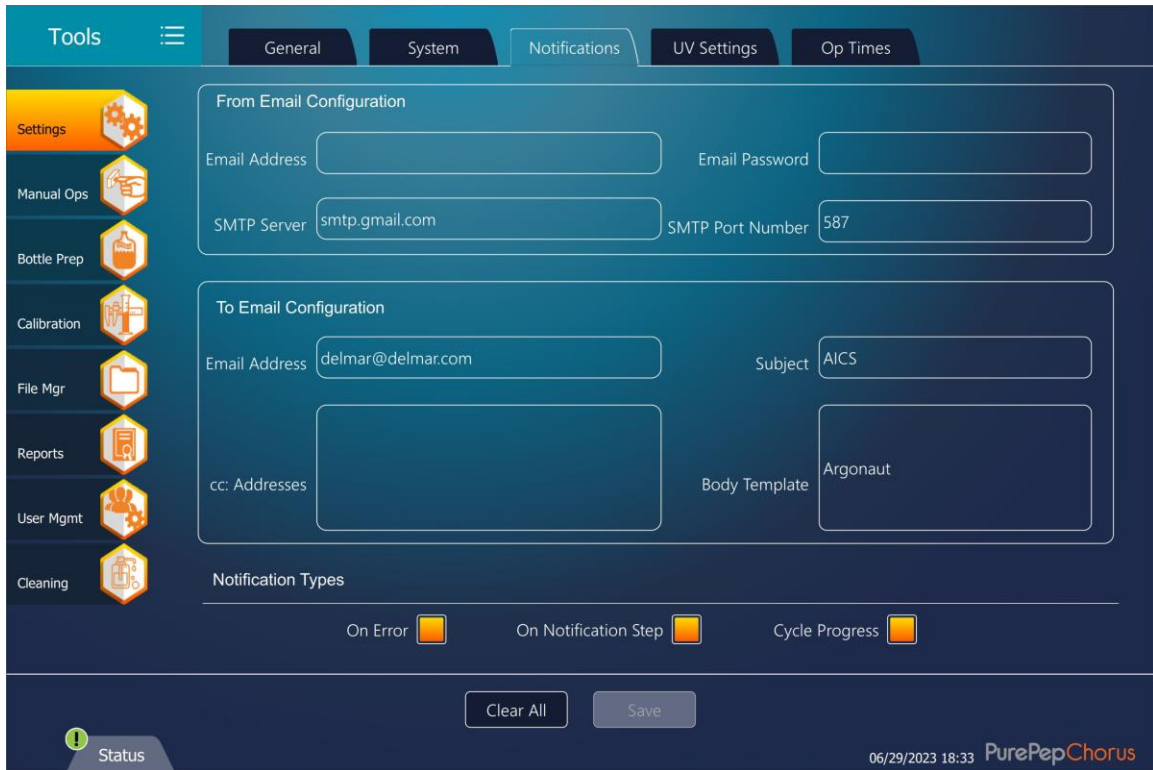 Tools
General
System
Notifications
UV Settings
Op Times
Settings
Manual Ops
Bottle Prep
Calibration
File Mgr
Reports
User Mgmt
Cleaning
From Email Configuration
Email Address
Email Password
SMTP Server smtp.gmail.com
SMTP Port Number 587
To Email Configuration
Email Address delmar@delmar.com
Subject AICS
cc: Addresses
Body Template Argonaut
Notification Types
On Error
On Notification Step
Cycle Progress
Clear All
Save
! Status
06/29/2023 18:33 PurePepChorus